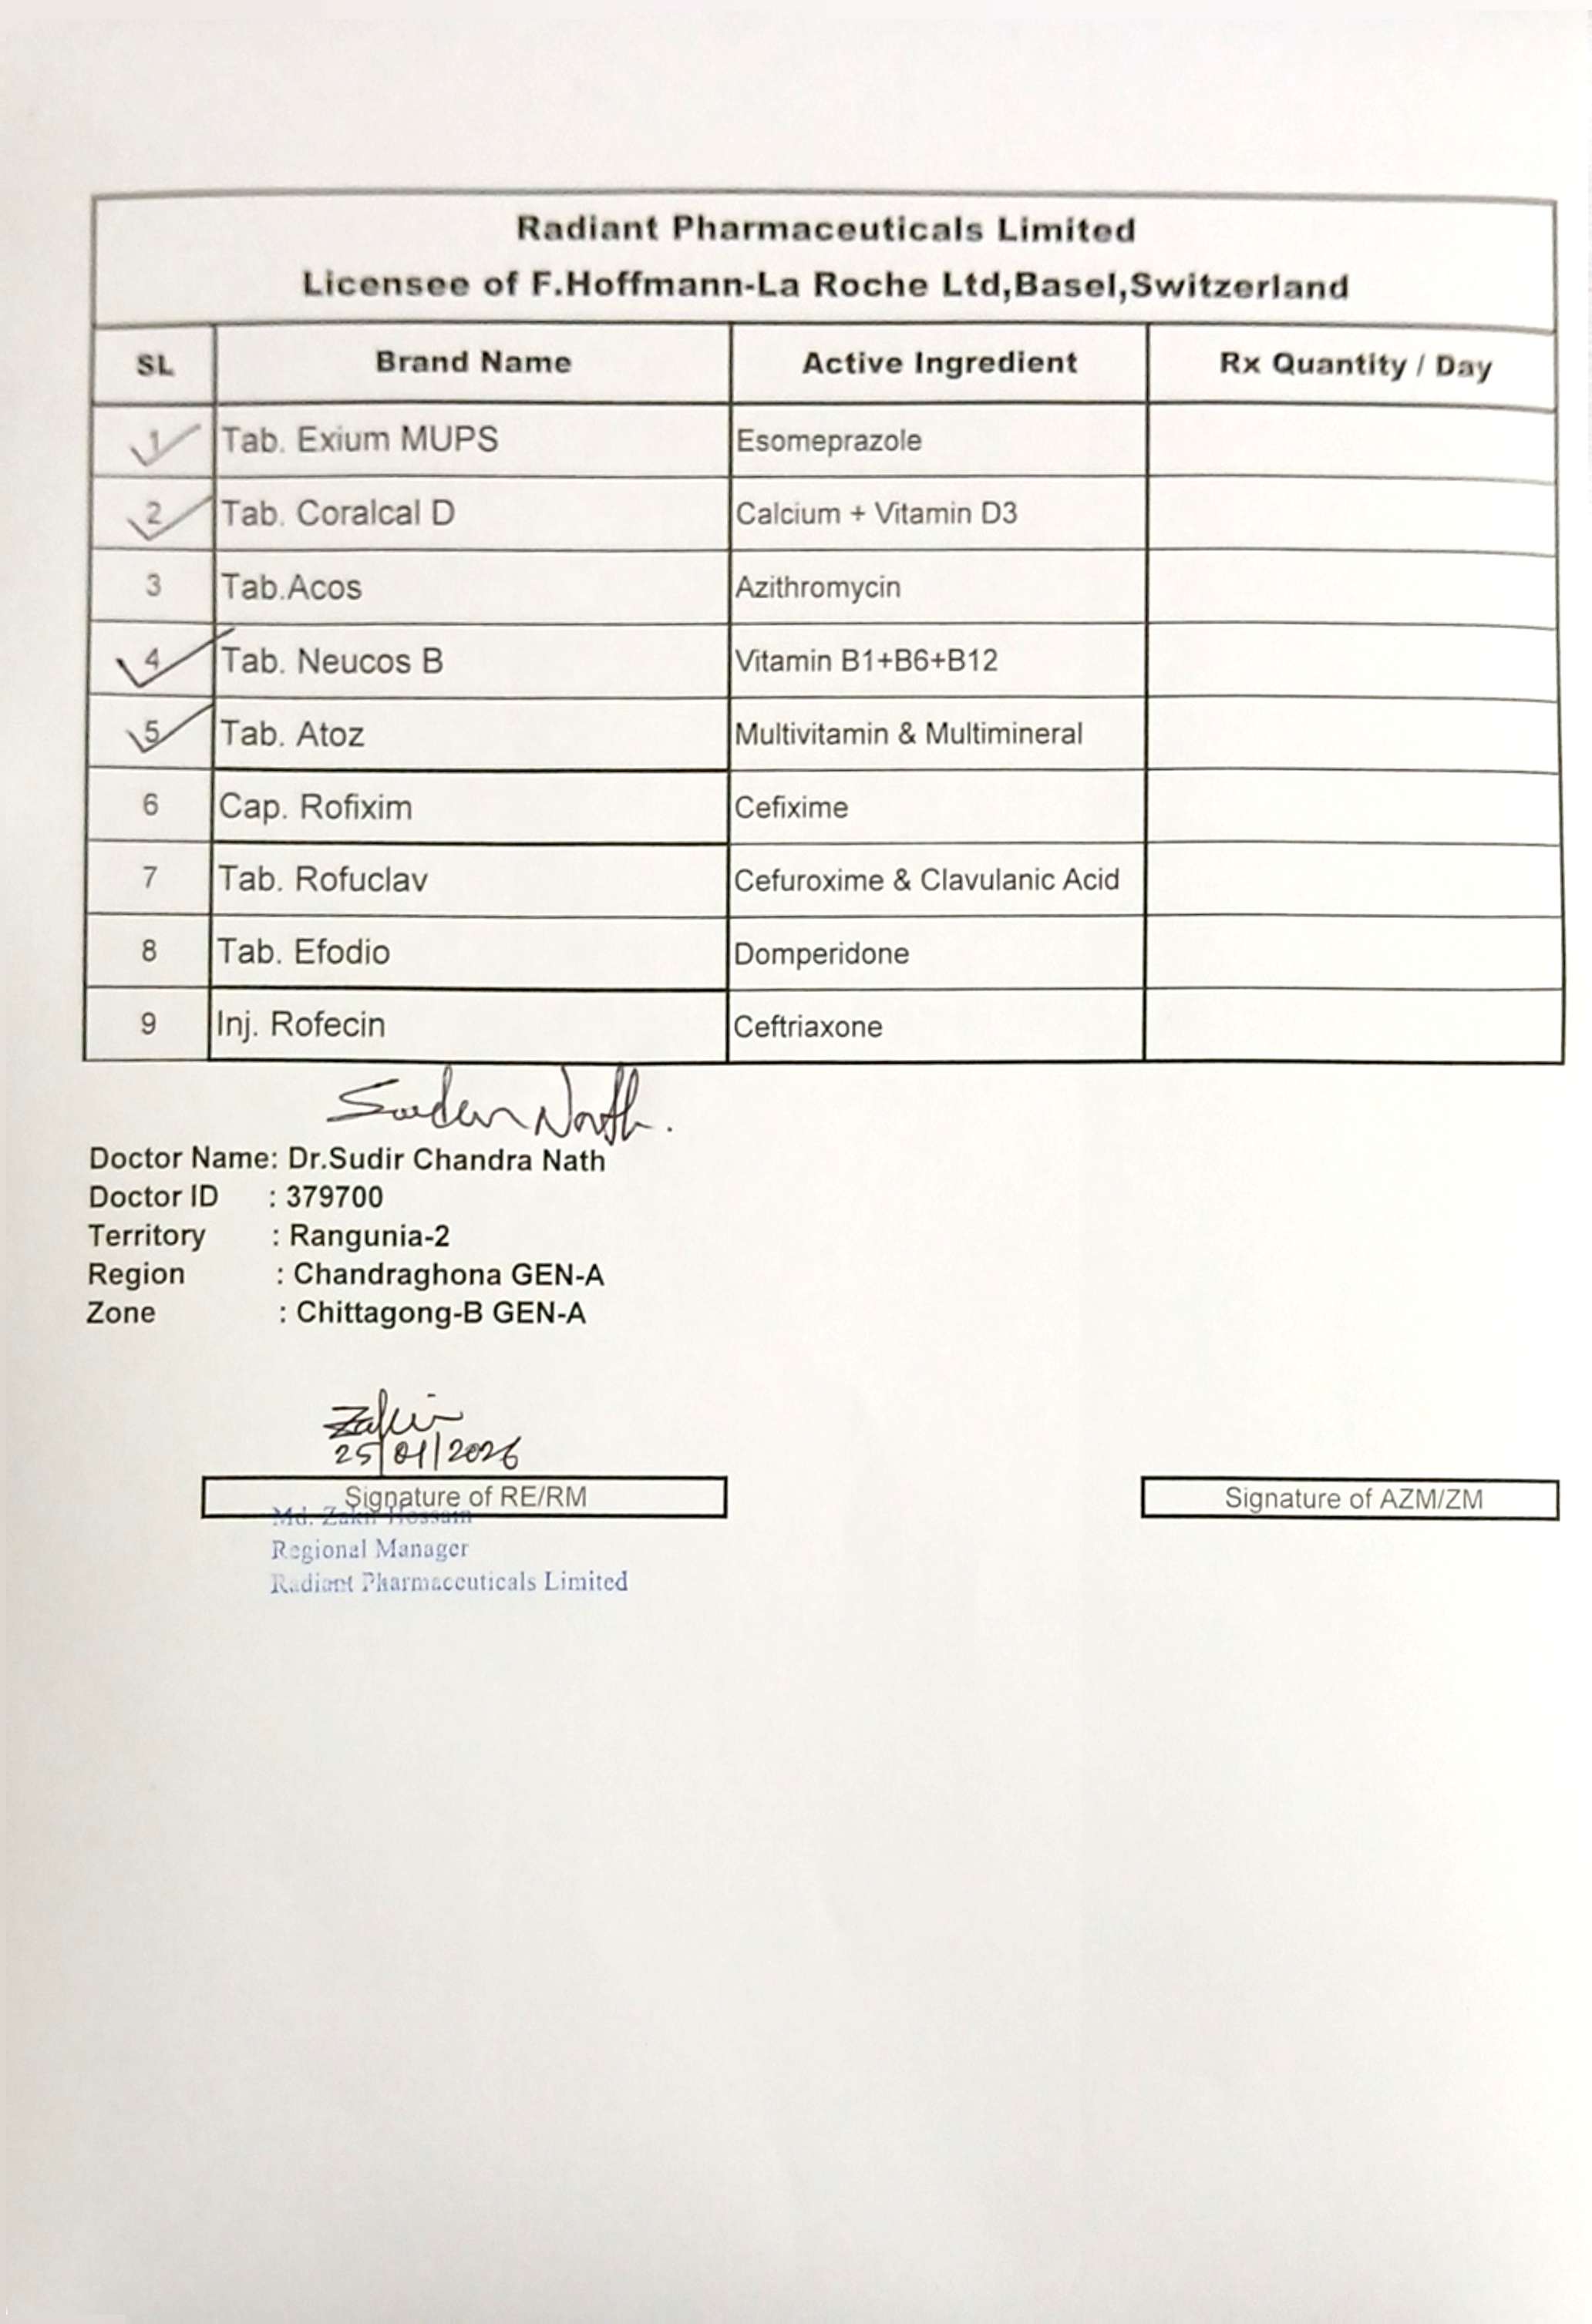 Radiant Pharmaceuticals Limited
Licensee of F.Hoffmann-La Roche Ltd,Basel,Switzerland
SL Brand Name Active Ingredient Rx Quantity / Day
1 Tab. Exium MUPS Esomeprazole
2 Tab. Coralcal D Calcium + Vitamin D3
3 Tab.Acos Azithromycin
4 Tab. Neucos B Vitamin B1+B6+B12
5 Tab. Atoz Multivitamin & Multimineral
6 Cap. Rofixim Cefixime
7 Tab. Rofuclav Cefuroxime & Clavulanic Acid
8 Tab. Efodio Domperidone
9 Inj. Rofecin Ceftriaxone
Nath.
Doctor Name: Dr.Sudir Chandra Nath
Doctor ID : 379700
Territory : Rangunia-2
Region : Chandraghona GEN-A
Zone : Chittagong-B GEN-A
Zakir
25/01/2026
Signature of RE/RM Signature of AZM/ZM
Md. Zakir Hossain
Regional Manager
Radiant Pharmaceuticals Limited